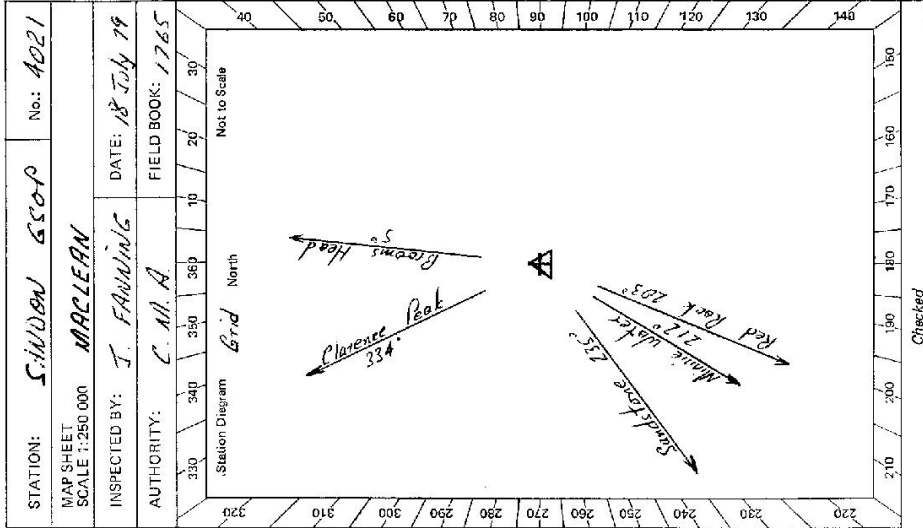 STATION: SINDON GSOP No.: 4021
MAP SHEET
SCALE 1:250 000 MACLEAN
INSPECTED BY: J. FANNING DATE: 18 July 79
AUTHORITY: C. M. A. FIELD BOOK: 1765
330 340 350 360 10 20 30
Station Diagram Grid North Not to Scale
320 310 300 290 280 270 260 250 240 230 220
40 50 60 70 80 90 100 110 120 130 140
Clarence Peak
334°
Brooms Head
5°
Sandstone
235°
Minnie Water
212°
Red Rock 203°
210 200 190 180 170 160 150
Checked